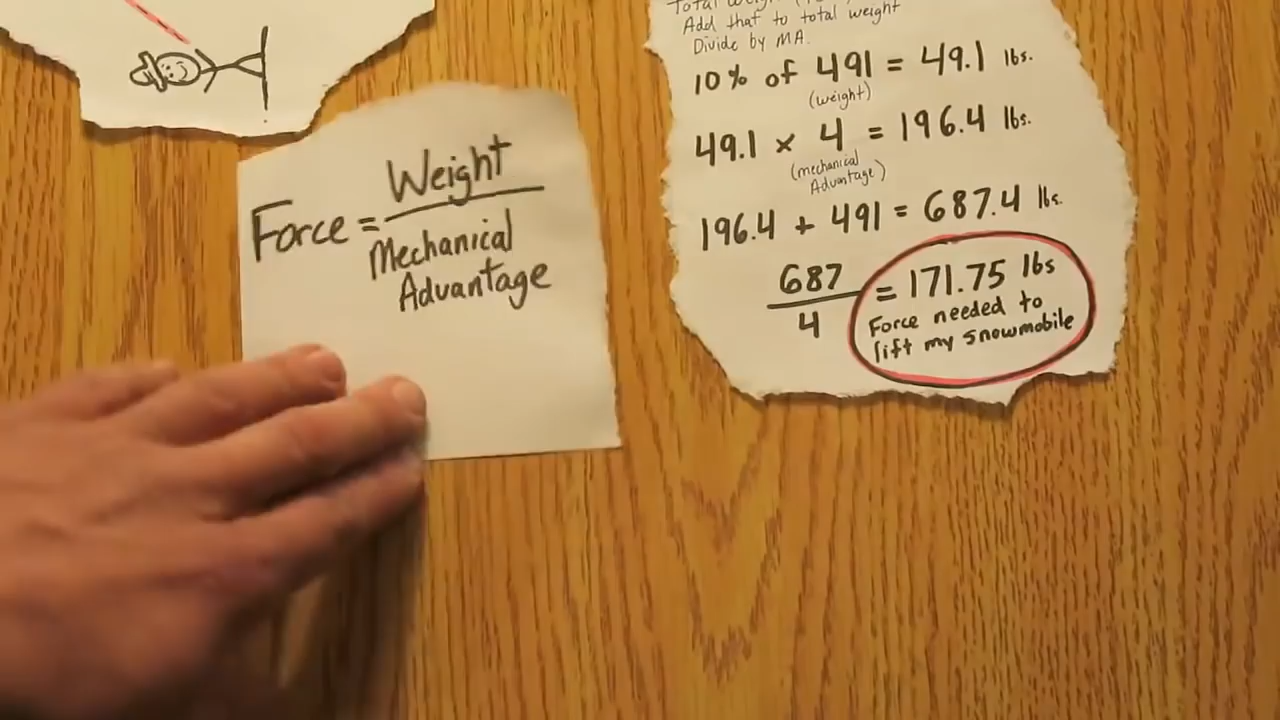 Force = Weight
Mechanical
Advantage
Add that to total weight
Divide by MA.
10% of 491 = 49.1 lbs.
(weight)
49.1 x 4 = 196.4 lbs.
(mechanical
Advantage)
196.4 + 491 = 687.4 lbs.
687 = 171.75 lbs
4
Force needed to
lift my snowmobile